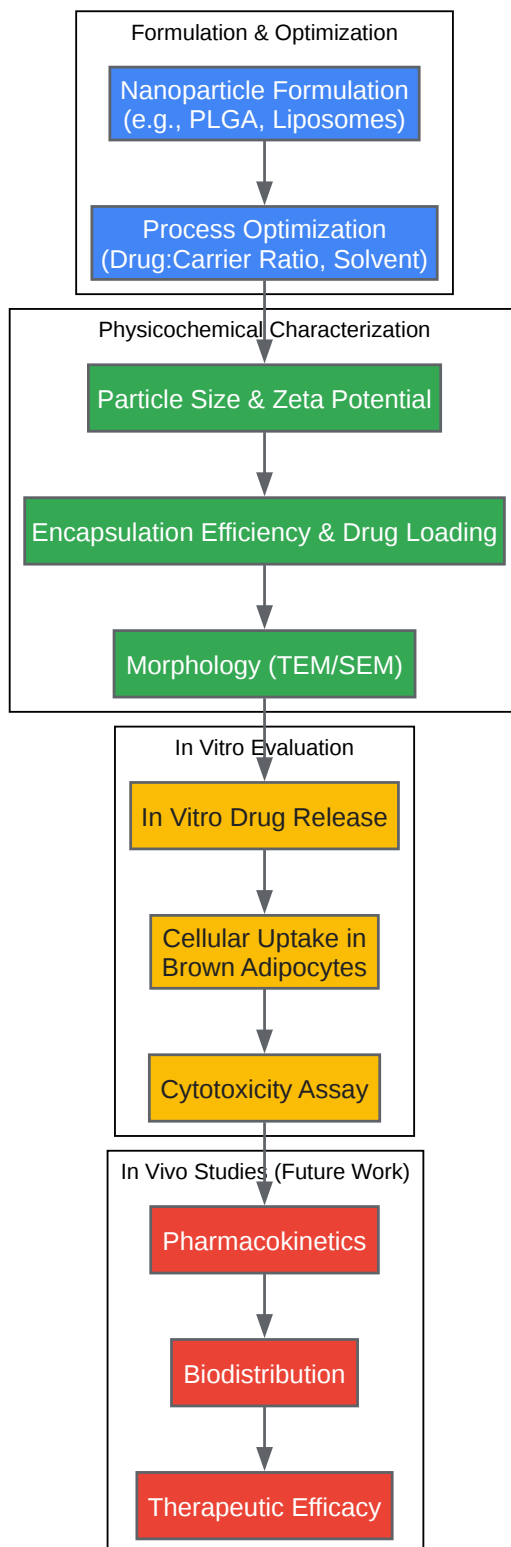 Formulation & Optimization
Nanoparticle Formulation
(e.g., PLGA, Liposomes)
Process Optimization
(Drug:Carrier Ratio, Solvent)
Physicochemical Characterization
Particle Size & Zeta Potential
Encapsulation Efficiency & Drug Loading
Morphology (TEM/SEM)
In Vitro Evaluation
In Vitro Drug Release
Cellular Uptake in
Brown Adipocytes
Cytotoxicity Assay
In Vivo Studies (Future Work)
Pharmacokinetics
Biodistribution
Therapeutic Efficacy